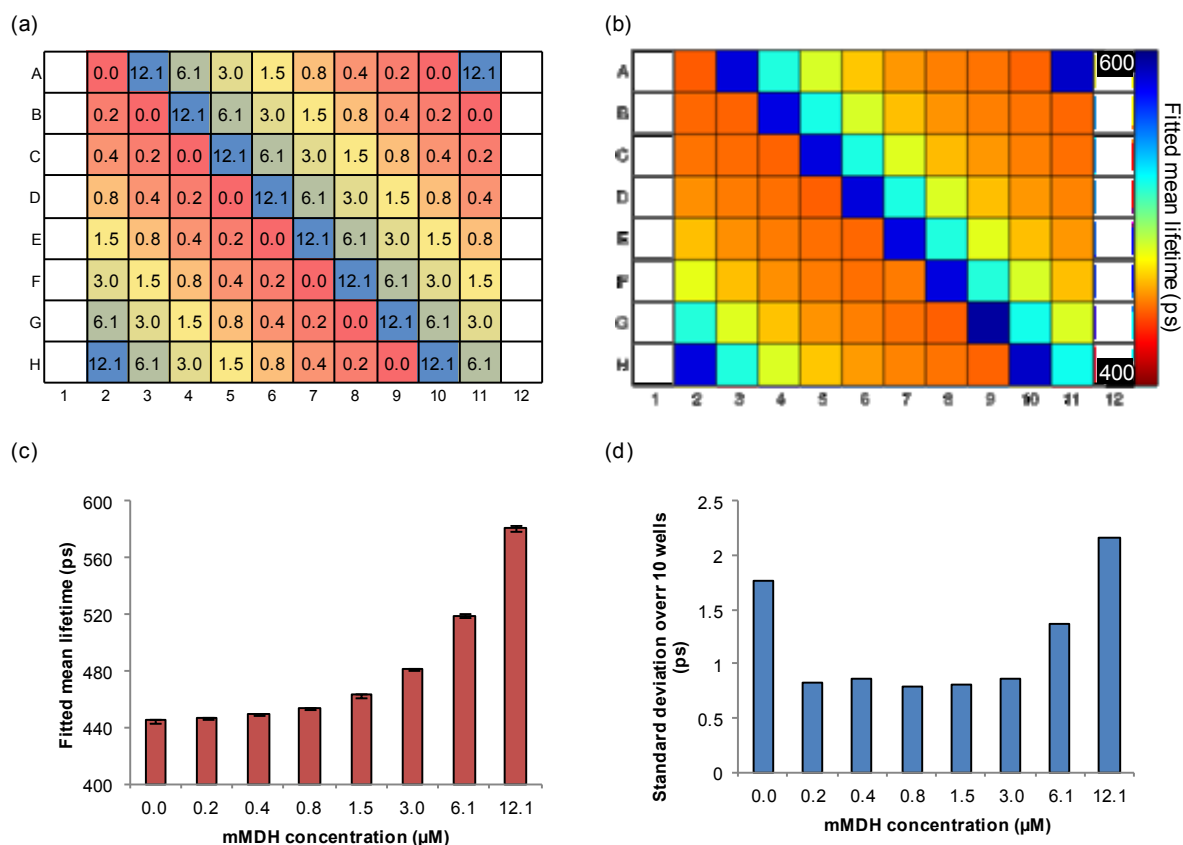 (a)
A 0.0 12.1 6.1 3.0 1.5 0.8 0.4 0.2 0.0 12.1
B 0.2 0.0 12.1 6.1 3.0 1.5 0.8 0.4 0.2 0.0
C 0.4 0.2 0.0 12.1 6.1 3.0 1.5 0.8 0.4 0.2
D 0.8 0.4 0.2 0.0 12.1 6.1 3.0 1.5 0.8 0.4
E 1.5 0.8 0.4 0.2 0.0 12.1 6.1 3.0 1.5 0.8
F 3.0 1.5 0.8 0.4 0.2 0.0 12.1 6.1 3.0 1.5
G 6.1 3.0 1.5 0.8 0.4 0.2 0.0 12.1 6.1 3.0
H 12.1 6.1 3.0 1.5 0.8 0.4 0.2 0.0 12.1 6.1
1 2 3 4 5 6 7 8 9 10 11 12
(b)
A
B
C
D
E
F
G
H
1 2 3 4 5 6 7 8 9 10 11 12
600
400
Fitted mean lifetime (ps)
(c)
Fitted mean lifetime (ps)
600
560
520
480
440
400
0.0 0.2 0.4 0.8 1.5 3.0 6.1 12.1
mMDH concentration (µM)
(d)
Standard deviation overr 10 wells
(ps)
2.5
2
1.5
1
0.5
0
0.0 0.2 0.4 0.8 1.5 3.0 6.1 12.1
mMDH concentration (µM)